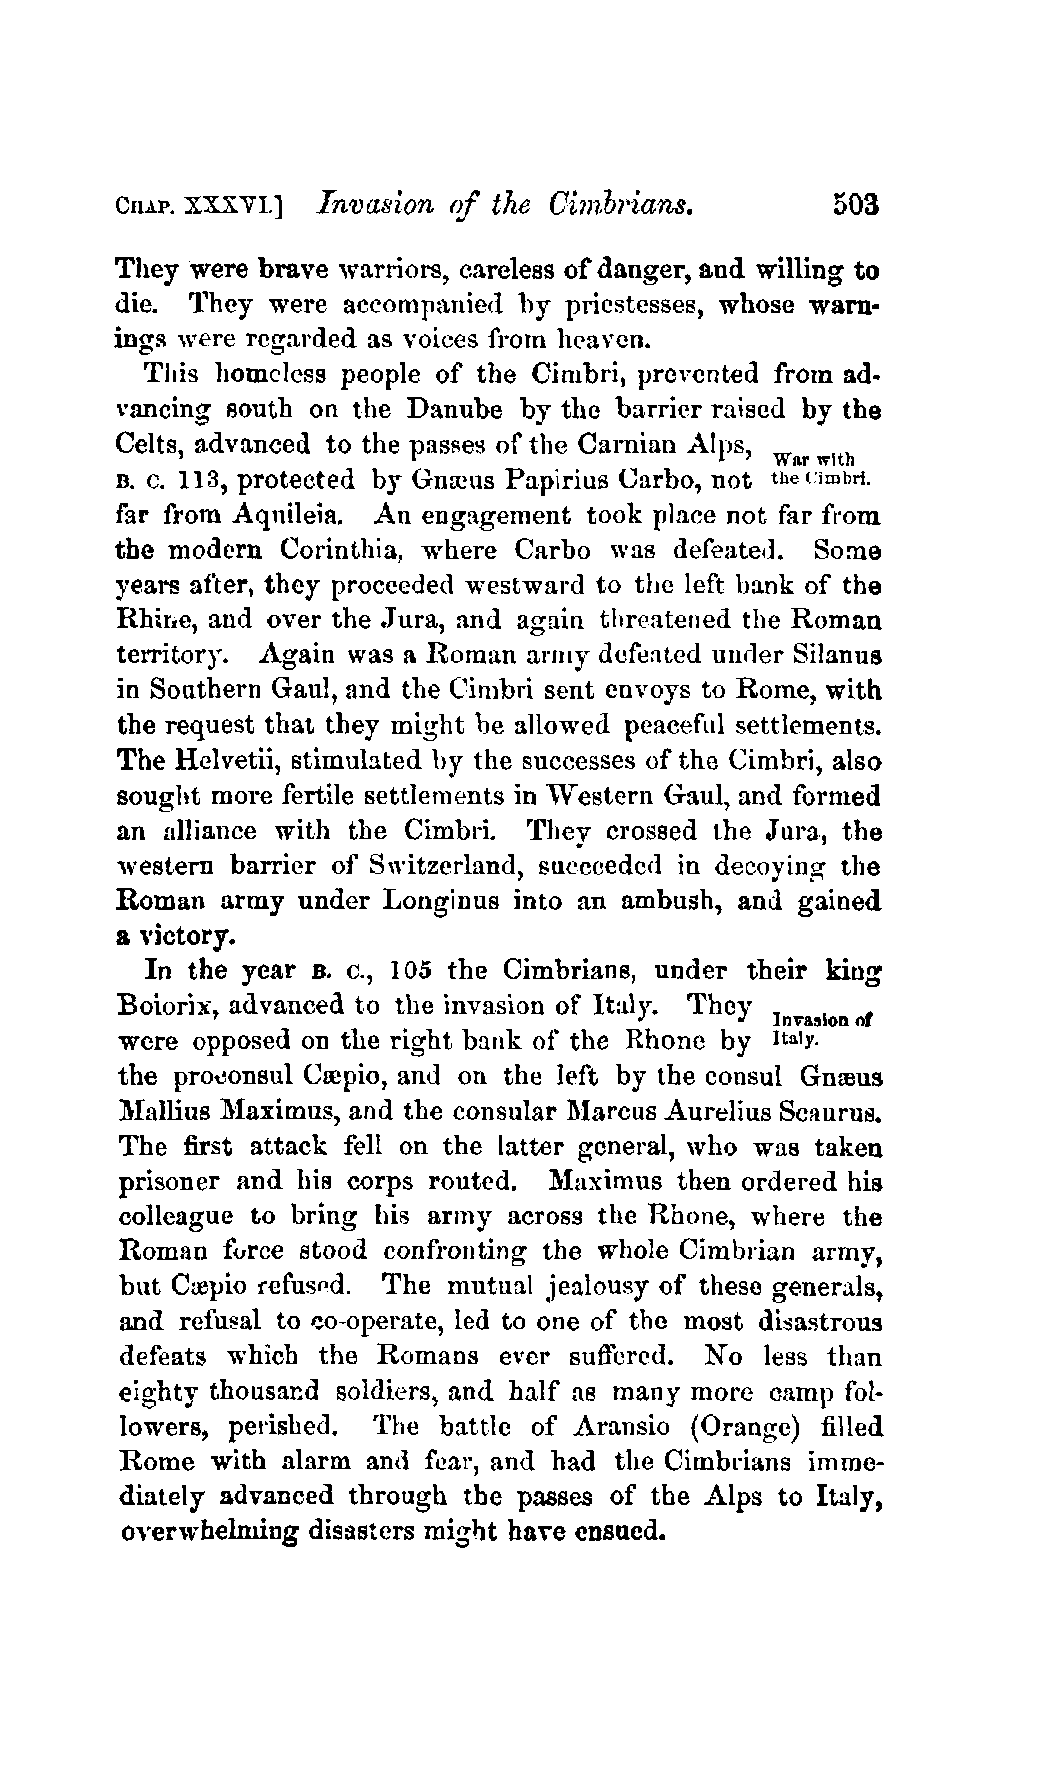 CHAP. XXXVI.] Invasion of the Cimbrians. 503
They were brave warriors, careless of danger, and willing to
die. They were accompanied by priestesses, whose warn-
ings were regarded as voices from heaven.
This homeless people of the Cimbri, prevented from ad-
vancing south on the Danube by the barrier raised by the
Celts, advanced to the passes of the Carnian Alps,
War with
the Cimbri.
B. C. 113, protected by Gnæus Papirius Carbo, not
far from Aquileia. An engagement took place not far from
the modern Corinthia, where Carbo was defeated. Some
years after, they proceeded westward to the left bank of the
Rhine, and over the Jura, and again threatened the Roman
territory. Again was a Roman army defeated under Silanus
in Southern Gaul, and the Cimbri sent envoys to Rome, with
the request that they might be allowed peaceful settlements.
The Helvetii, stimulated by the successes of the Cimbri, also
sought more fertile settlements in Western Gaul, and formed
an alliance with the Cimbri. They crossed the Jura, the
western barrier of Switzerland, succeeded in decoying the
Roman army under Longinus into an ambush, and gained
a victory.
In the year B. C., 105 the Cimbrians, under their king
Boiorix, advanced to the invasion of Italy. They
Invasion of
Italy.
were opposed on the right bank of the Rhone by
the proconsul Cæpio, and on the left by the consul Gnæus
Mallius Maximus, and the consular Marcus Aurelius Scaurus.
The first attack fell on the latter general, who was taken
prisoner and his corps routed. Maximus then ordered his
colleague to bring his army across the Rhone, where the
Roman force stood confronting the whole Cimbrian army,
but Cæpio refused. The mutual jealousy of these generals,
and refusal to co-operate, led to one of the most disastrous
defeats which the Romans ever suffered. No less than
eighty thousand soldiers, and half as many more camp fol-
lowers, perished. The battle of Aransio (Orange) filled
Rome with alarm and fear, and had the Cimbrians imme-
diately advanced through the passes of the Alps to Italy,
overwhelming disasters might have ensued.